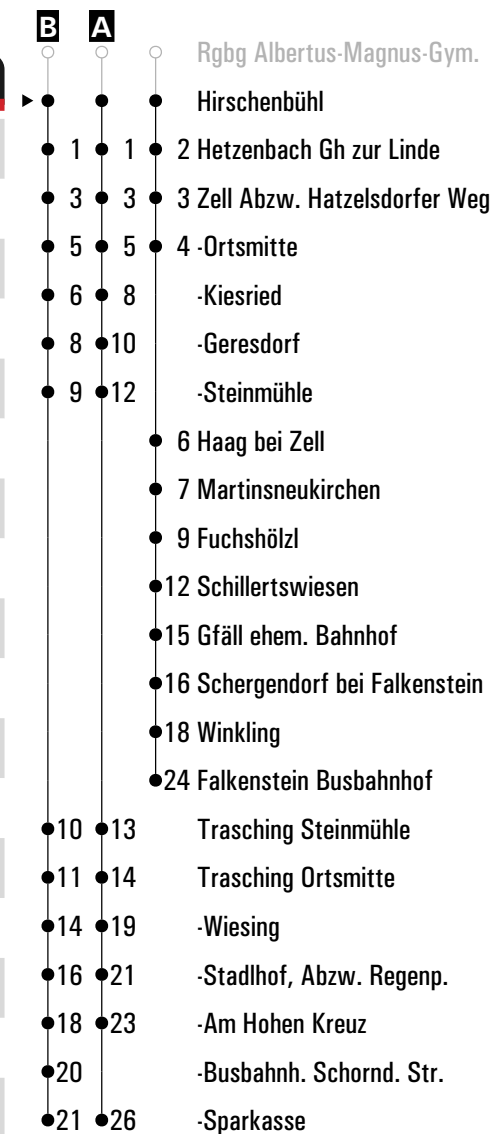 B A
Rgbg Albertus-Magnus-Gym.
Hirschenbühl
1 1 2 Hetzenbach Gh zur Linde
3 3 3 Zell Abzw. Hatzelsdorfer Weg
5 5 4 -Ortsmitte
6 8 -Kiesried
8 10 -Geresdorf
9 12 -Steinmühle
6 Haag bei Zell
7 Martinsneukirchen
9 Fuchshölzl
12 Schillertswiesen
15 Gfäll ehem. Bahnhof
16 Schergendorf bei Falkenstein
18 Winkling
24 Falkenstein Busbahnhof
10 13 Trasching Steinmühle
11 14 Trasching Ortsmitte
14 19 -Wiesing
16 21 -Stadlhof, Abzw. Regenp.
18 23 -Am Hohen Kreuz
20 -Busbahnh. Schornd. Str.
21 26 -Sparkasse